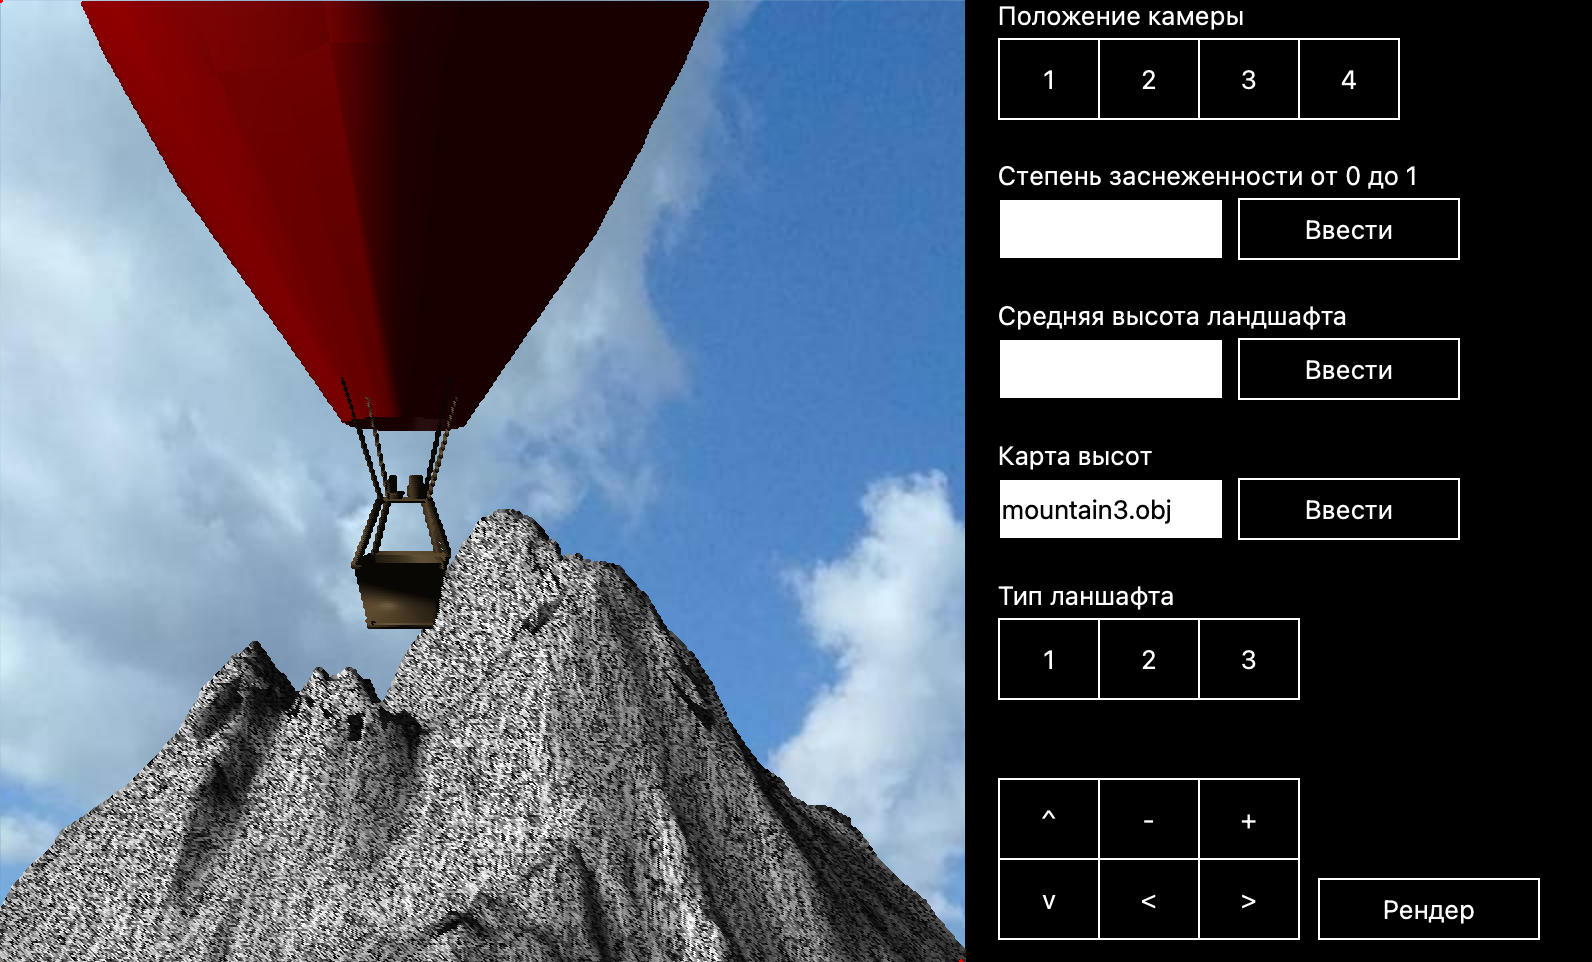 Положение камеры
1 2 3 4
Степень заснеженности от 0 до 1
Ввести
Средняя высота ландшафта
Ввести
Карта высот
mountain3.obj Ввести
Тип ланшафта
1 2 3
^ - +
v < >
Рендер